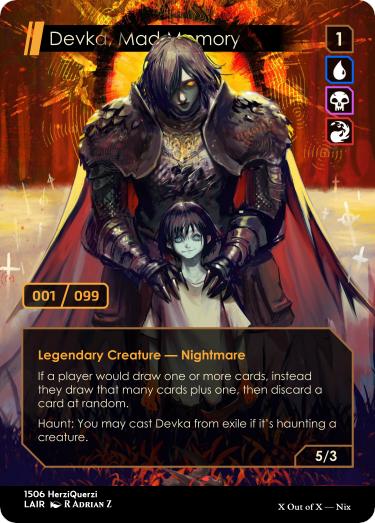 Devka, Mad Memory
1
001 / 099
Legendary Creature — Nightmare
If a player would draw one or more cards, instead
they draw that many cards plus one, then discard a
card at random.
Haunt: You may cast Devka from exile if it's haunting a
creature.
5/3
1506 HerziQuerzi
LAIR R Adrian Z
X Out of X — Nix